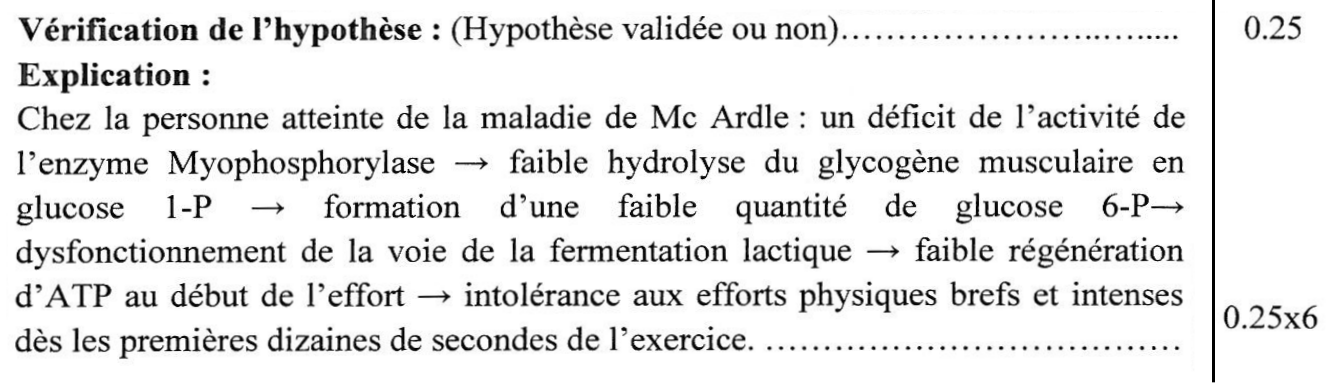 Vérification de l'hypothèse : (Hypothèse validée ou non)................................ 0.25
Explication :
Chez la personne atteinte de la maladie de Mc Ardle : un déficit de l'activité de
l'enzyme Myophosphorylase → faible hydrolyse du glycogène musculaire en
glucose 1-P → formation d'une faible quantité de glucose 6-P→
dysfonctionnement de la voie de la fermentation lactique → faible régénération
d'ATP au début de l'effort → intolérance aux efforts physiques brefs et intenses
dès les premières dizaines de secondes de l'exercice. ..................................... 0.25x6